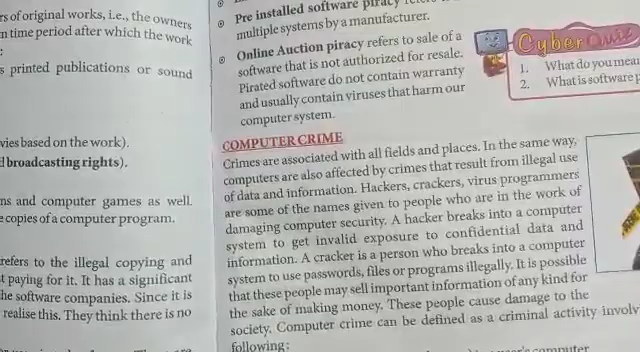 rs of original works, i.e., the owners
n time period after which the work
:
s printed publications or sound
vies based on the work).
d broadcasting rights).
ns and computer games as well.
e copies of a computer program.
refers to the illegal copying and
t paying for it. It has a significant
he software companies. Since it is
realise this. They think there is no
Pre installed software piracy
multiple systems by a manufacturer.
Online Auction piracy refers to sale of a
software that is not authorized for resale.
Pirated software do not contain warranty
and usually contain viruses that harm our
computer system.
COMPUTER CRIME
Crimes are associated with all fields and places. In the same way,
computers are also affected by crimes that result from illegal use
of data and information. Hackers, crackers, virus programmers
are some of the names given to people who are in the work of
damaging computer security. A hacker breaks into a computer
system to get invalid exposure to confidential data and
information. A cracker is a person who breaks into a computer
system to use passwords, files or programs illegally. It is possible
that these people may sell important information of any kind for
the sake of making money. These people cause damage to the
society. Computer crime can be defined as a criminal activity involv
following:
computer
Cyber Quiz
1. What do you mean
2. What is software p